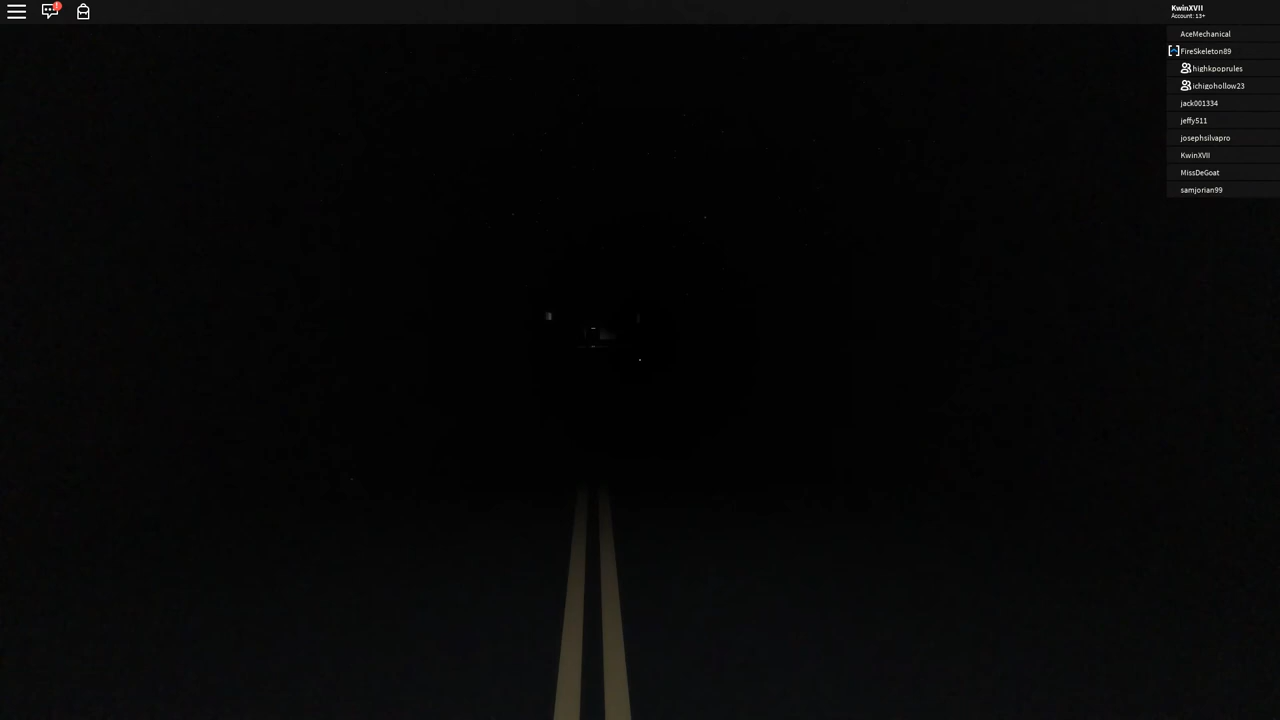 KwinXVII
Account: 13+
AceMechanical
FireSkeleton89
highkpoprules
ichigohollow23
jack001334
jeffy511
josephsilvapro
KwinXVII
MissDeGoat
samjorian99